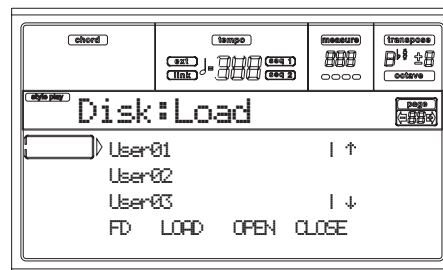 chord tempo measure transpose
ext seq 1
link seq 2 octave
style play Disk:Load page
User01 | ↑
User02
User03 | ↓
FD LOAD OPEN CLOSE